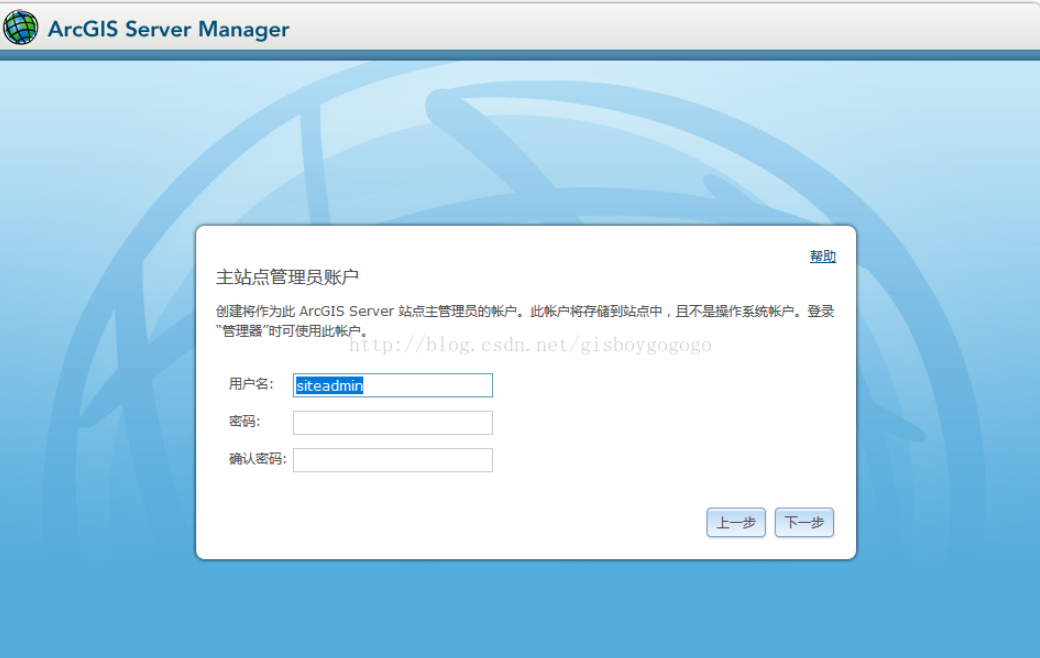 ArcGIS Server Manager
帮助
主站点管理员账户
创建将作为此 ArcGIS Server 站点主管理员的帐户。此帐户将存储到站点中，且不是操作系统帐户。登录
“管理器”时可使用此帐户。
http://blog.csdn.net/gisboygogogo
用户名: siteadmin
密码:
确认密码:
上一步 下一步